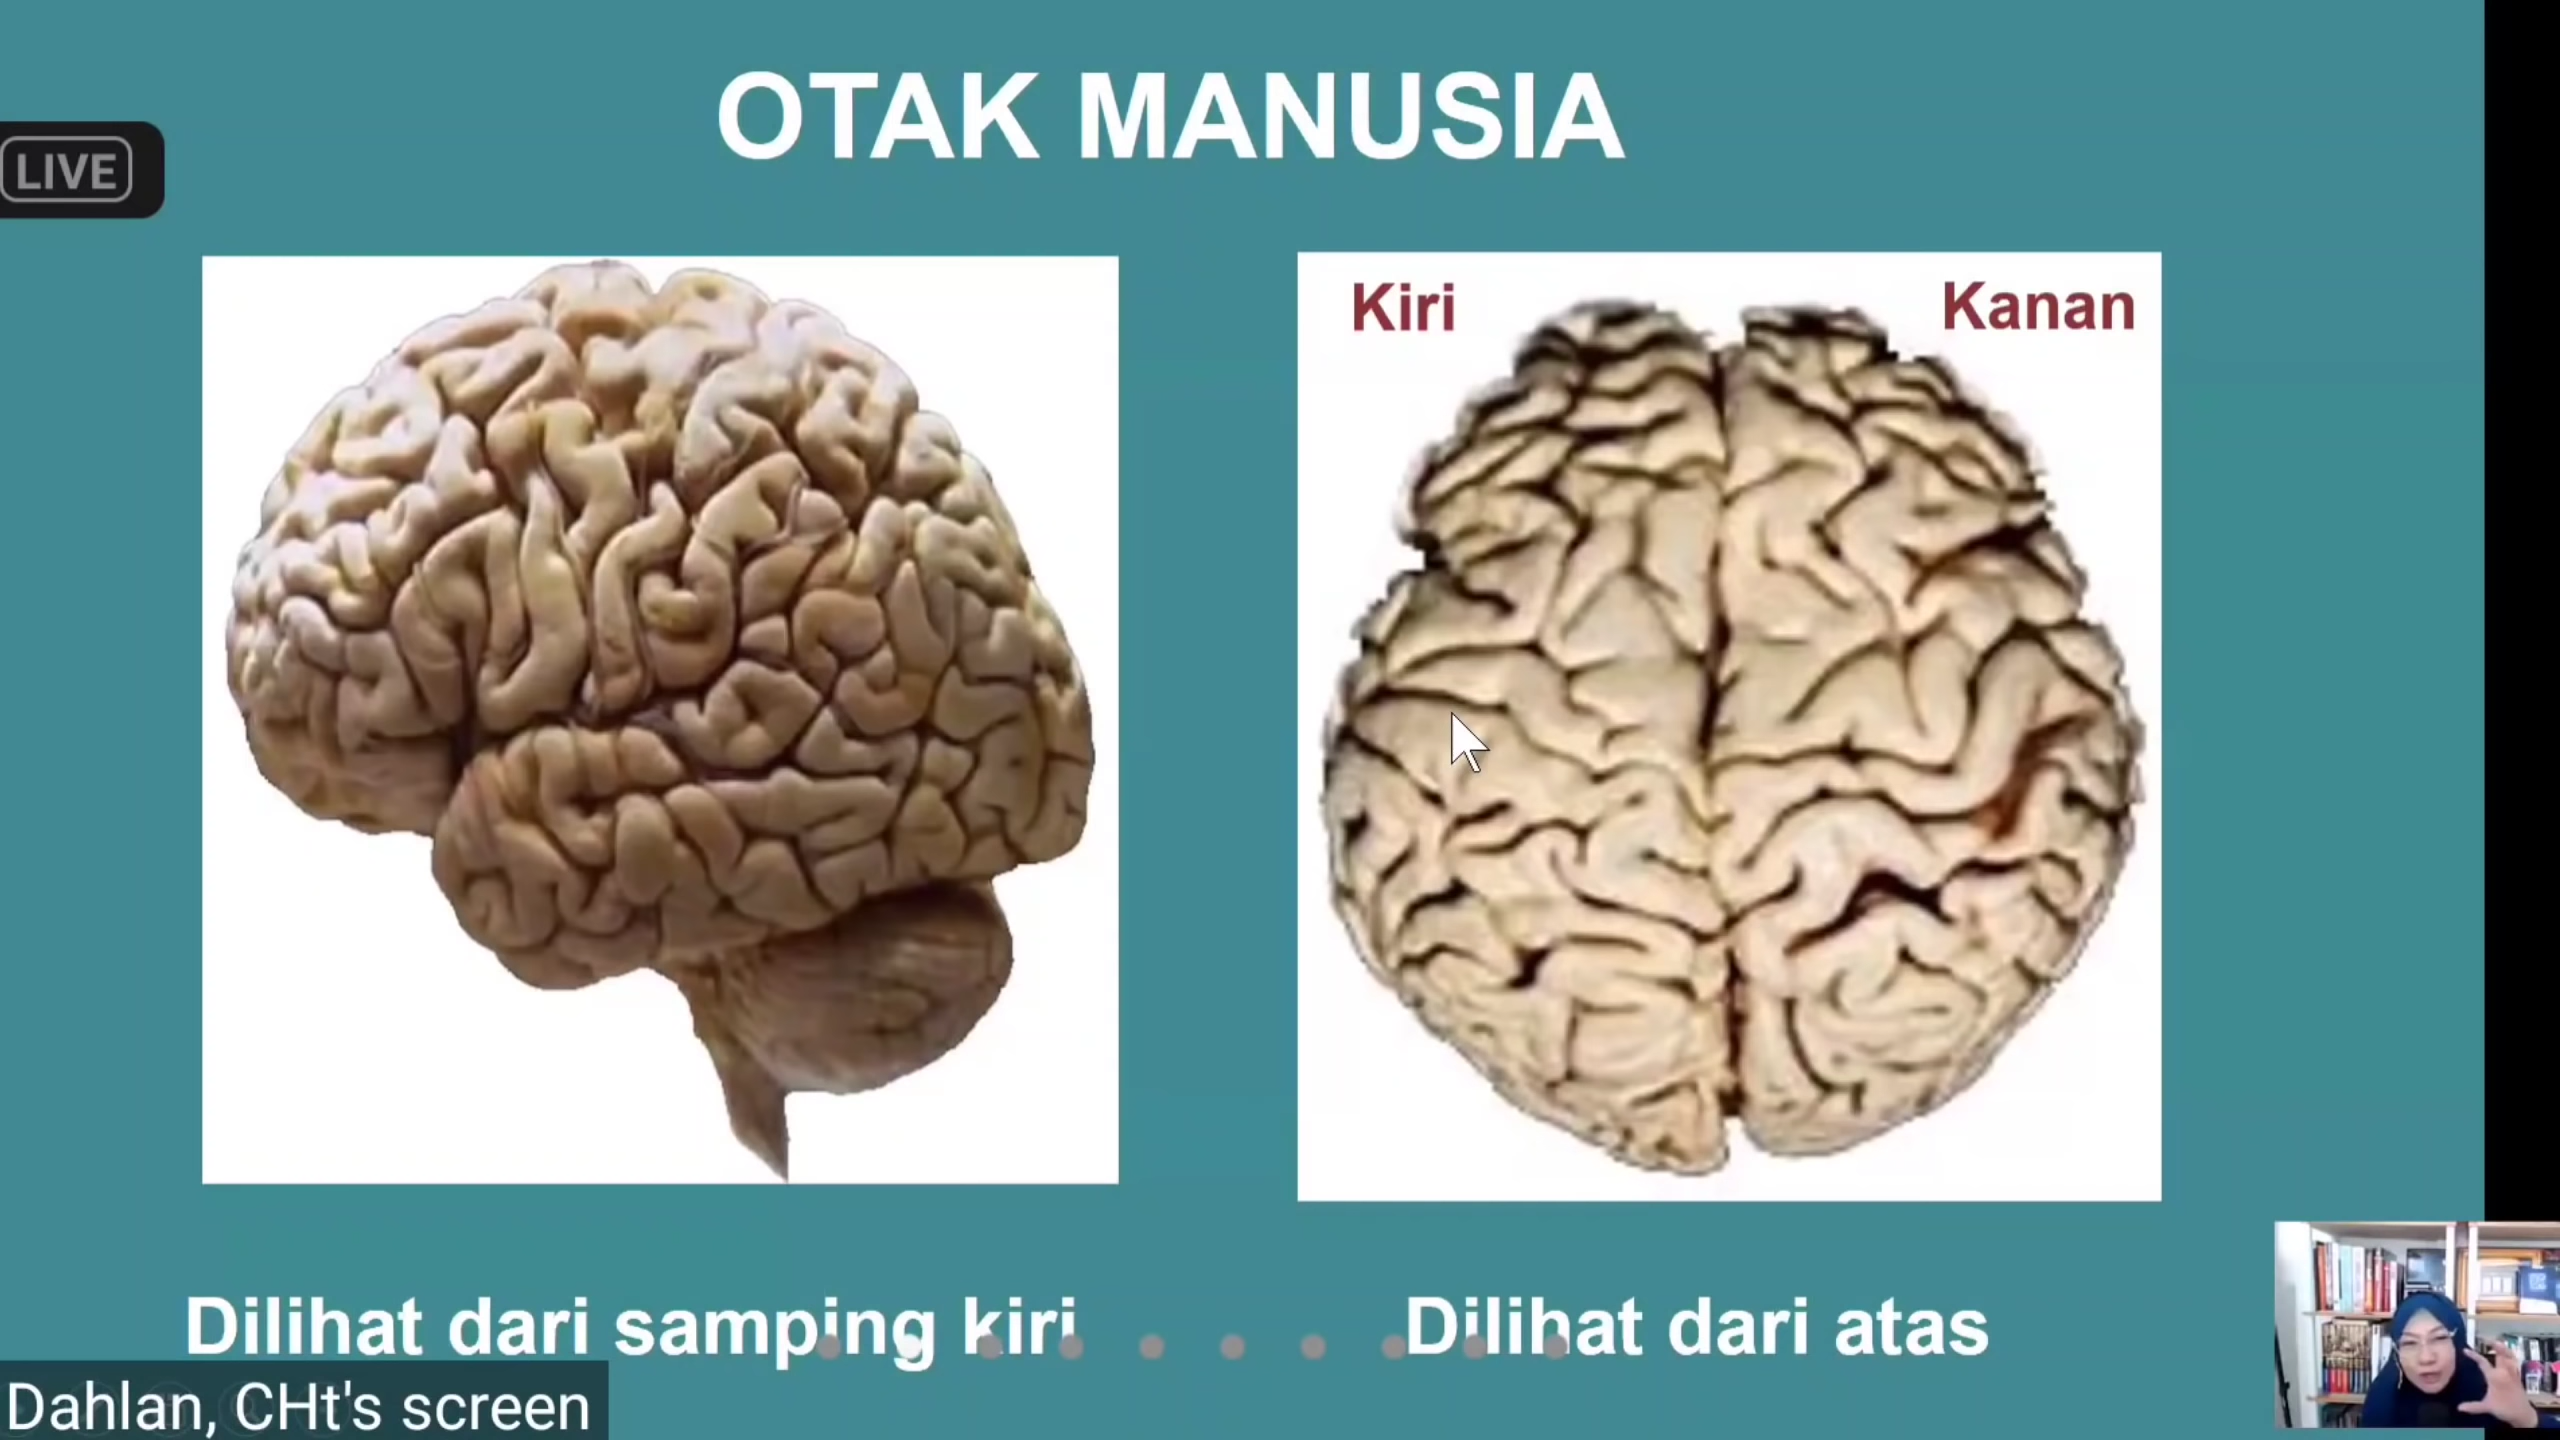 OTAK MANUSIA
LIVE
Kiri
Kanan
Dilihat dari samping kiri
Dilihat dari atas
Dahlan, CHt's screen